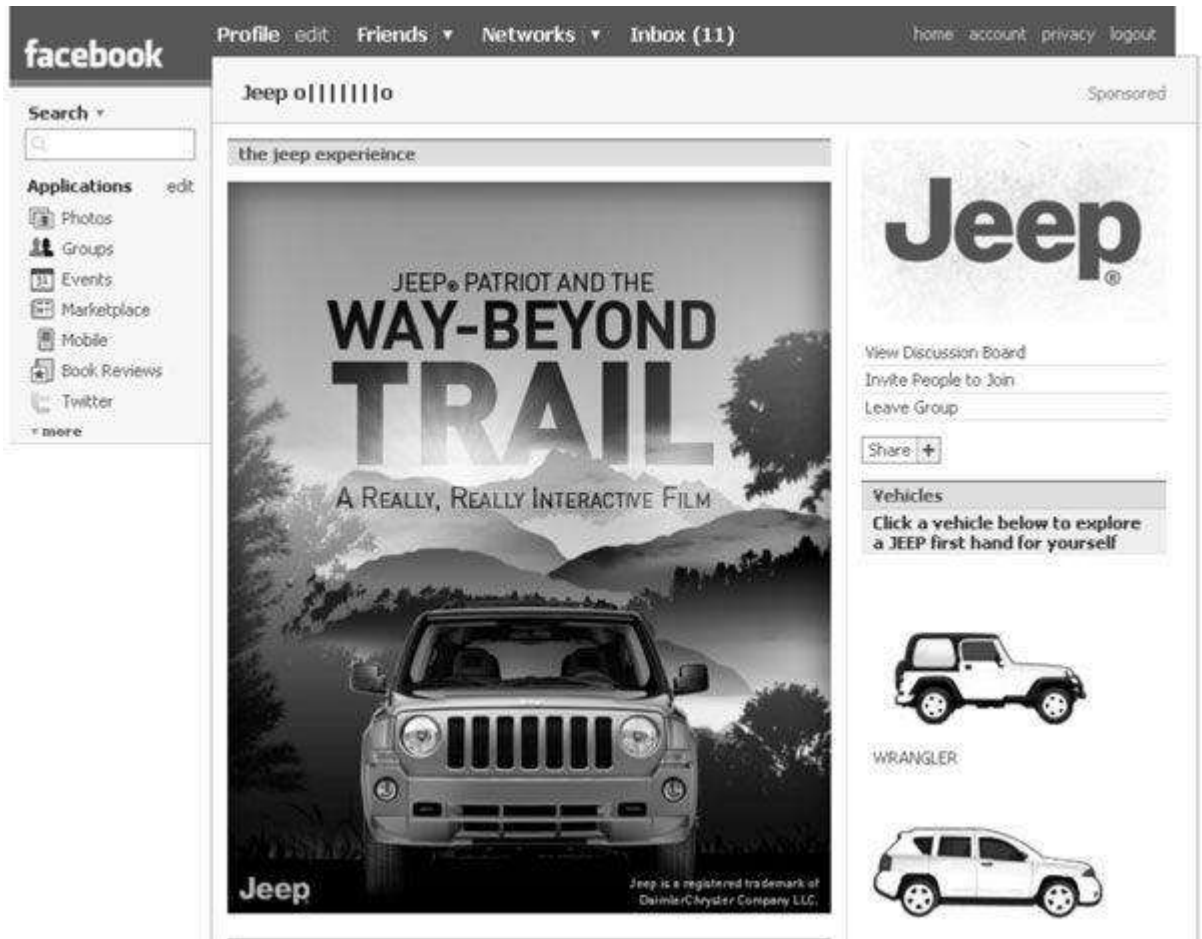 facebook
Profile edit Friends Networks Inbox (11)
home account privacy logout
Search
Applications edit
Photos
Groups
31 Events
Marketplace
Mobile
Book Reviews
Twitter
more
Jeep o|||||||o
Sponsored
the jeep experieince
JEEP® PATRIOT AND THE
WAY-BEYOND
TRAIL
A REALLY, REALLY INTERACTIVE FILM
Jeep
Jeep is a registered trademark of
DaimlerChrysler Company LLC.
Jeep®
View Discussion Board
Invite People to Join
Leave Group
Share +
Vehicles
Click a vehicle below to explore
a JEEP first hand for yourself
WRANGLER